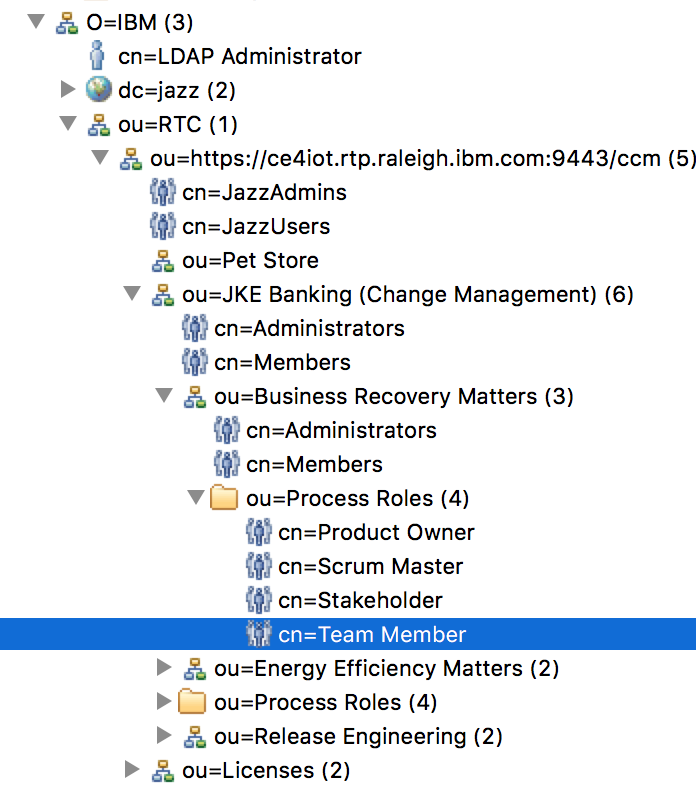 O=IBM (3)
cn=LDAP Administrator
dc=jazz (2)
ou=RTC (1)
ou=https://ce4iot.rtp.raleigh.ibm.com:9443/ccm (5)
cn=JazzAdmins
cn=JazzUsers
ou=Pet Store
ou=JKE Banking (Change Management) (6)
cn=Administrators
cn=Members
ou=Business Recovery Matters (3)
cn=Administrators
cn=Members
ou=Process Roles (4)
cn=Product Owner
cn=Scrum Master
cn=Stakeholder
cn=Team Member
ou=Energy Efficiency Matters (2)
ou=Process Roles (4)
ou=Release Engineering (2)
ou=Licenses (2)